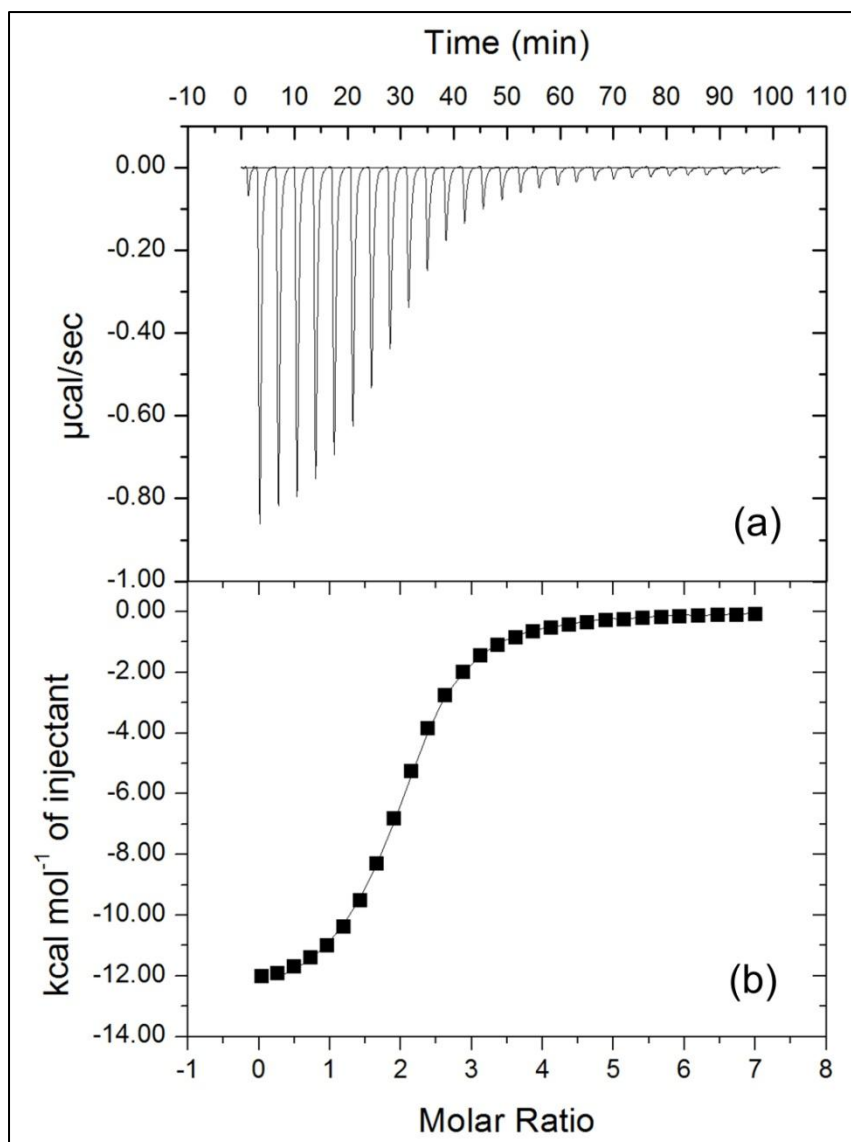 Time (min)
-10 0 10 20 30 40 50 60 70 80 90 100 110
0.00
-0.20
-0.40
-0.60
-0.80
-1.00
µcal/sec
(a)
0.00
-2.00
-4.00
-6.00
-8.00
-10.00
-12.00
-14.00
kcal mol⁻¹ of injectant
(b)
-1 0 1 2 3 4 5 6 7 8
Molar Ratio